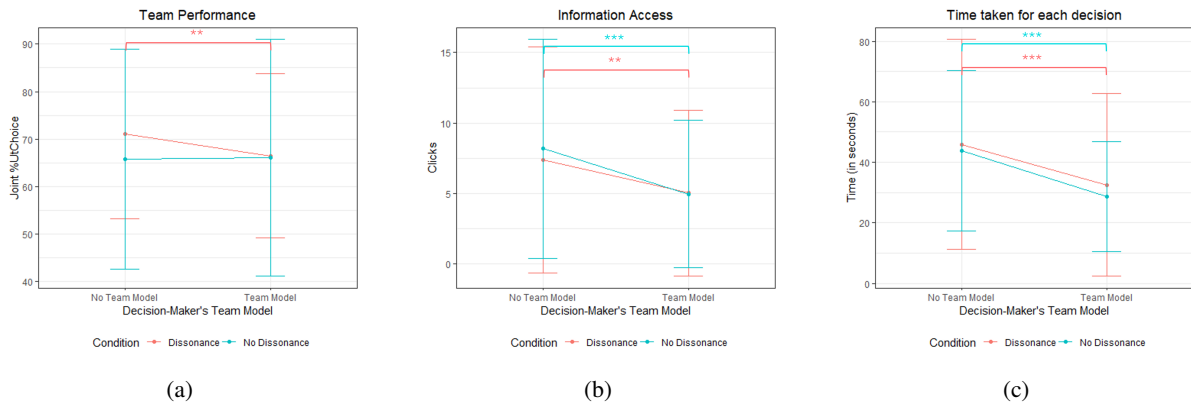 Team Performance
**
90
80
70
60
50
40
Joint %UtChoice
No Team Model
Team Model
Decision-Maker's Team Model
Condition Dissonance No Dissonance
(a)
Information Access
***
**
15
10
5
0
Clicks
No Team Model
Team Model
Decision-Maker's Team Model
Condition Dissonance No Dissonance
(b)
Time taken for each decision
***
***
80
60
40
20
0
Time (in seconds)
No Team Model
Team Model
Decision-Maker's Team Model
Condition Dissonance No Dissonance
(c)